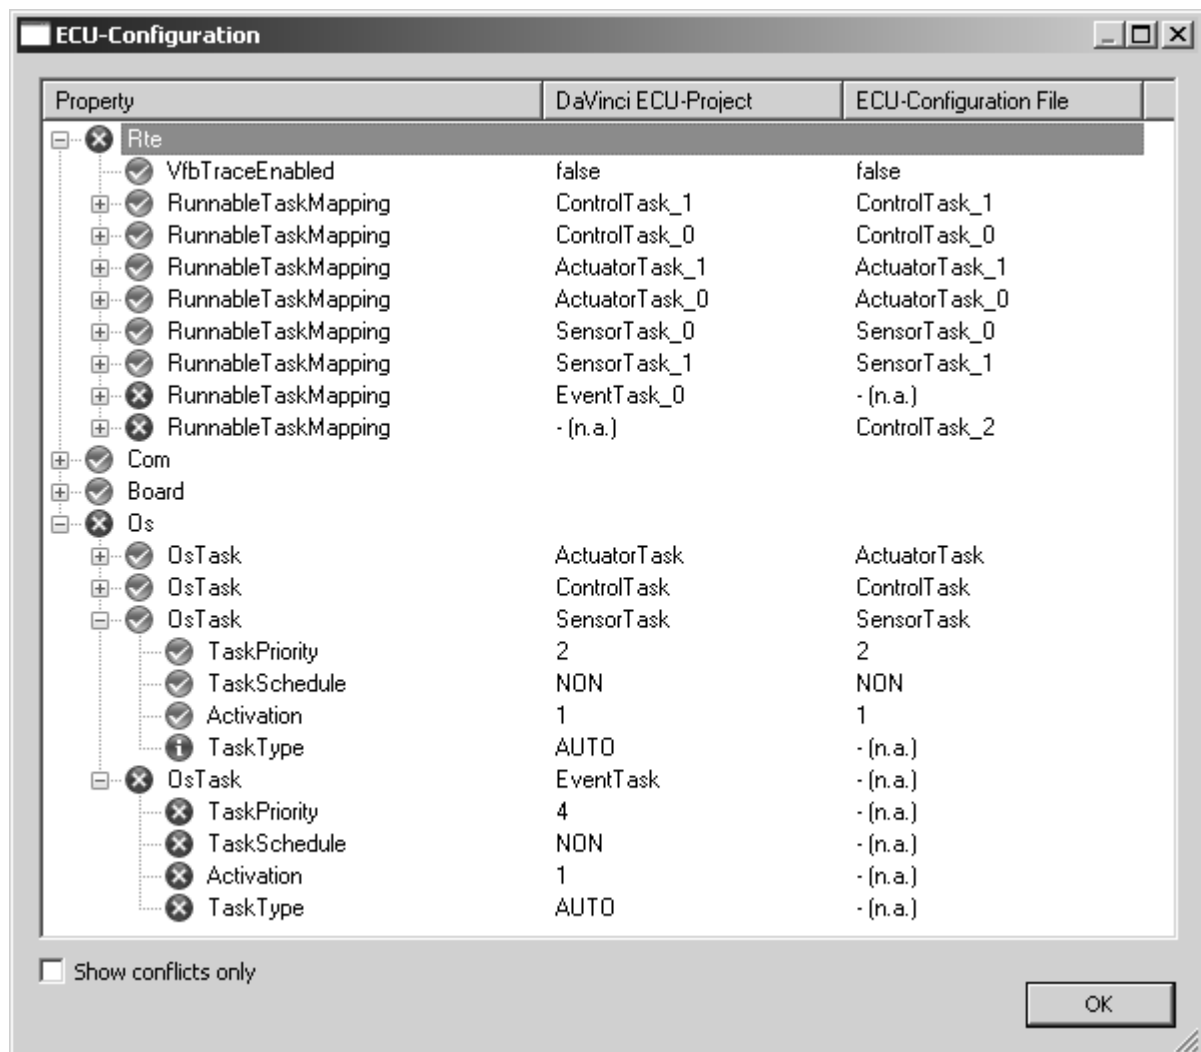 ECU-Configuration
Property DaVinci ECU-Project ECU-Configuration File
Rte
VfbTraceEnabled false false
RunnableTaskMapping ControlTask_1 ControlTask_1
RunnableTaskMapping ControlTask_0 ControlTask_0
RunnableTaskMapping ActuatorTask_1 ActuatorTask_1
RunnableTaskMapping ActuatorTask_0 ActuatorTask_0
RunnableTaskMapping SensorTask_0 SensorTask_0
RunnableTaskMapping SensorTask_1 SensorTask_1
RunnableTaskMapping EventTask_0 - (n.a.)
RunnableTaskMapping - (n.a.) ControlTask_2
Com
Board
Os
OsTask ActuatorTask ActuatorTask
OsTask ControlTask ControlTask
OsTask SensorTask SensorTask
TaskPriority 2 2
TaskSchedule NON NON
Activation 1 1
TaskType AUTO - (n.a.)
OsTask EventTask - (n.a.)
TaskPriority 4 - (n.a.)
TaskSchedule NON - (n.a.)
Activation 1 - (n.a.)
TaskType AUTO - (n.a.)
Show conflicts only
OK